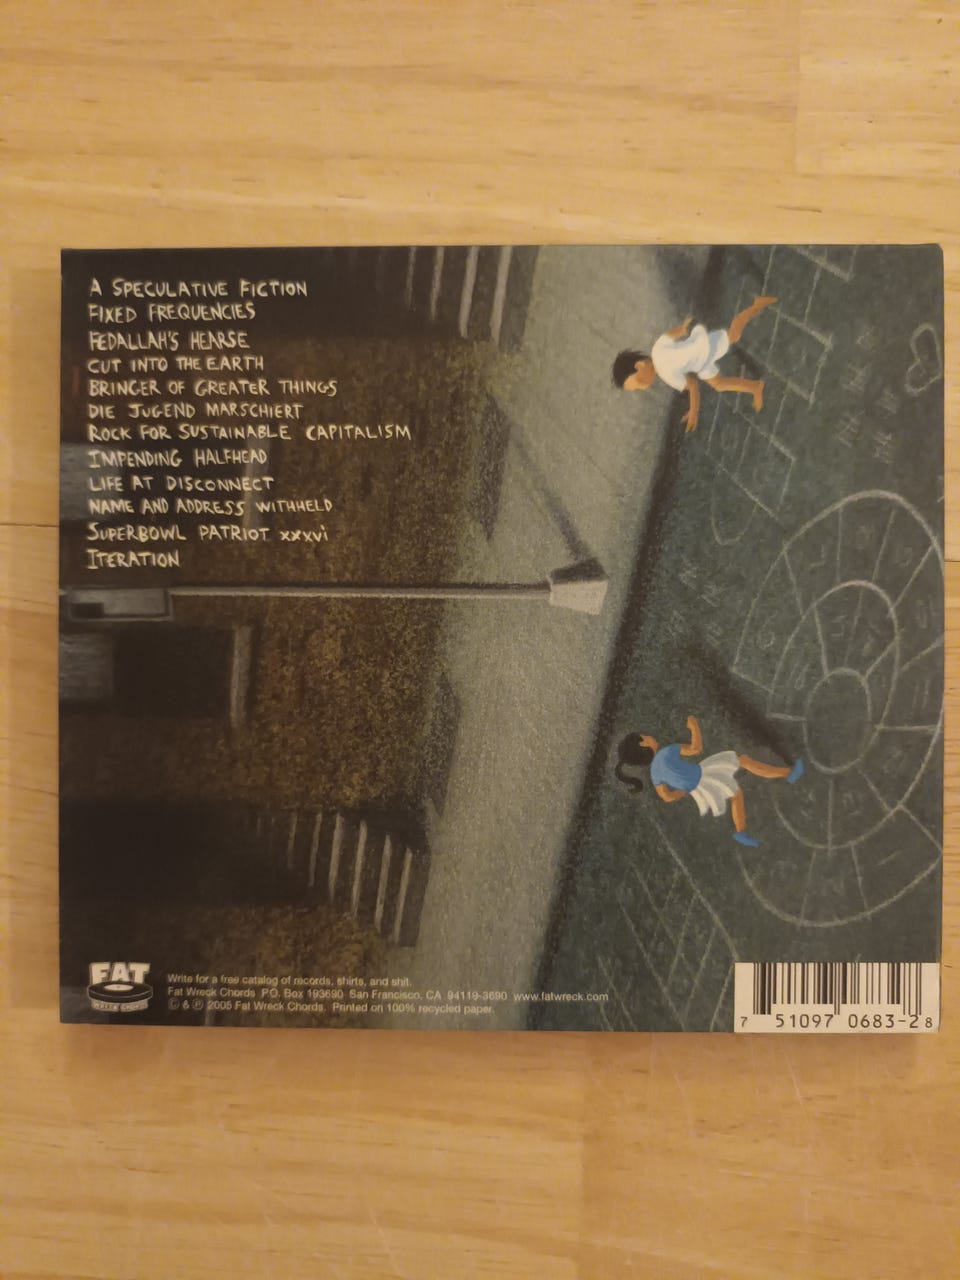 A SPECULATIVE FICTION
FIXED FREQUENCIES
FEDALLAH'S HEARSE
CUT INTO THE EARTH
BRINGER OF GREATER THINGS
DIE JUGEND MARSCHIERT
ROCK FOR SUSTAINABLE CAPITALISM
IMPENDING HALFHEAD
LIFE AT DISCONNECT
NAME AND ADDRESS WITHHELD
SUPERBOWL PATRIOT xxxvi
ITERATION
FAT
WRECK CHORDS
Write for a free catalog of records, shirts, and shit.
Fat Wreck Chords P.O. Box 193690 San Francisco, CA 94119-3690 www.fatwreck.com
© & ℗ 2005 Fat Wreck Chords. Printed on 100% recycled paper.
7 51097 0683-2 8